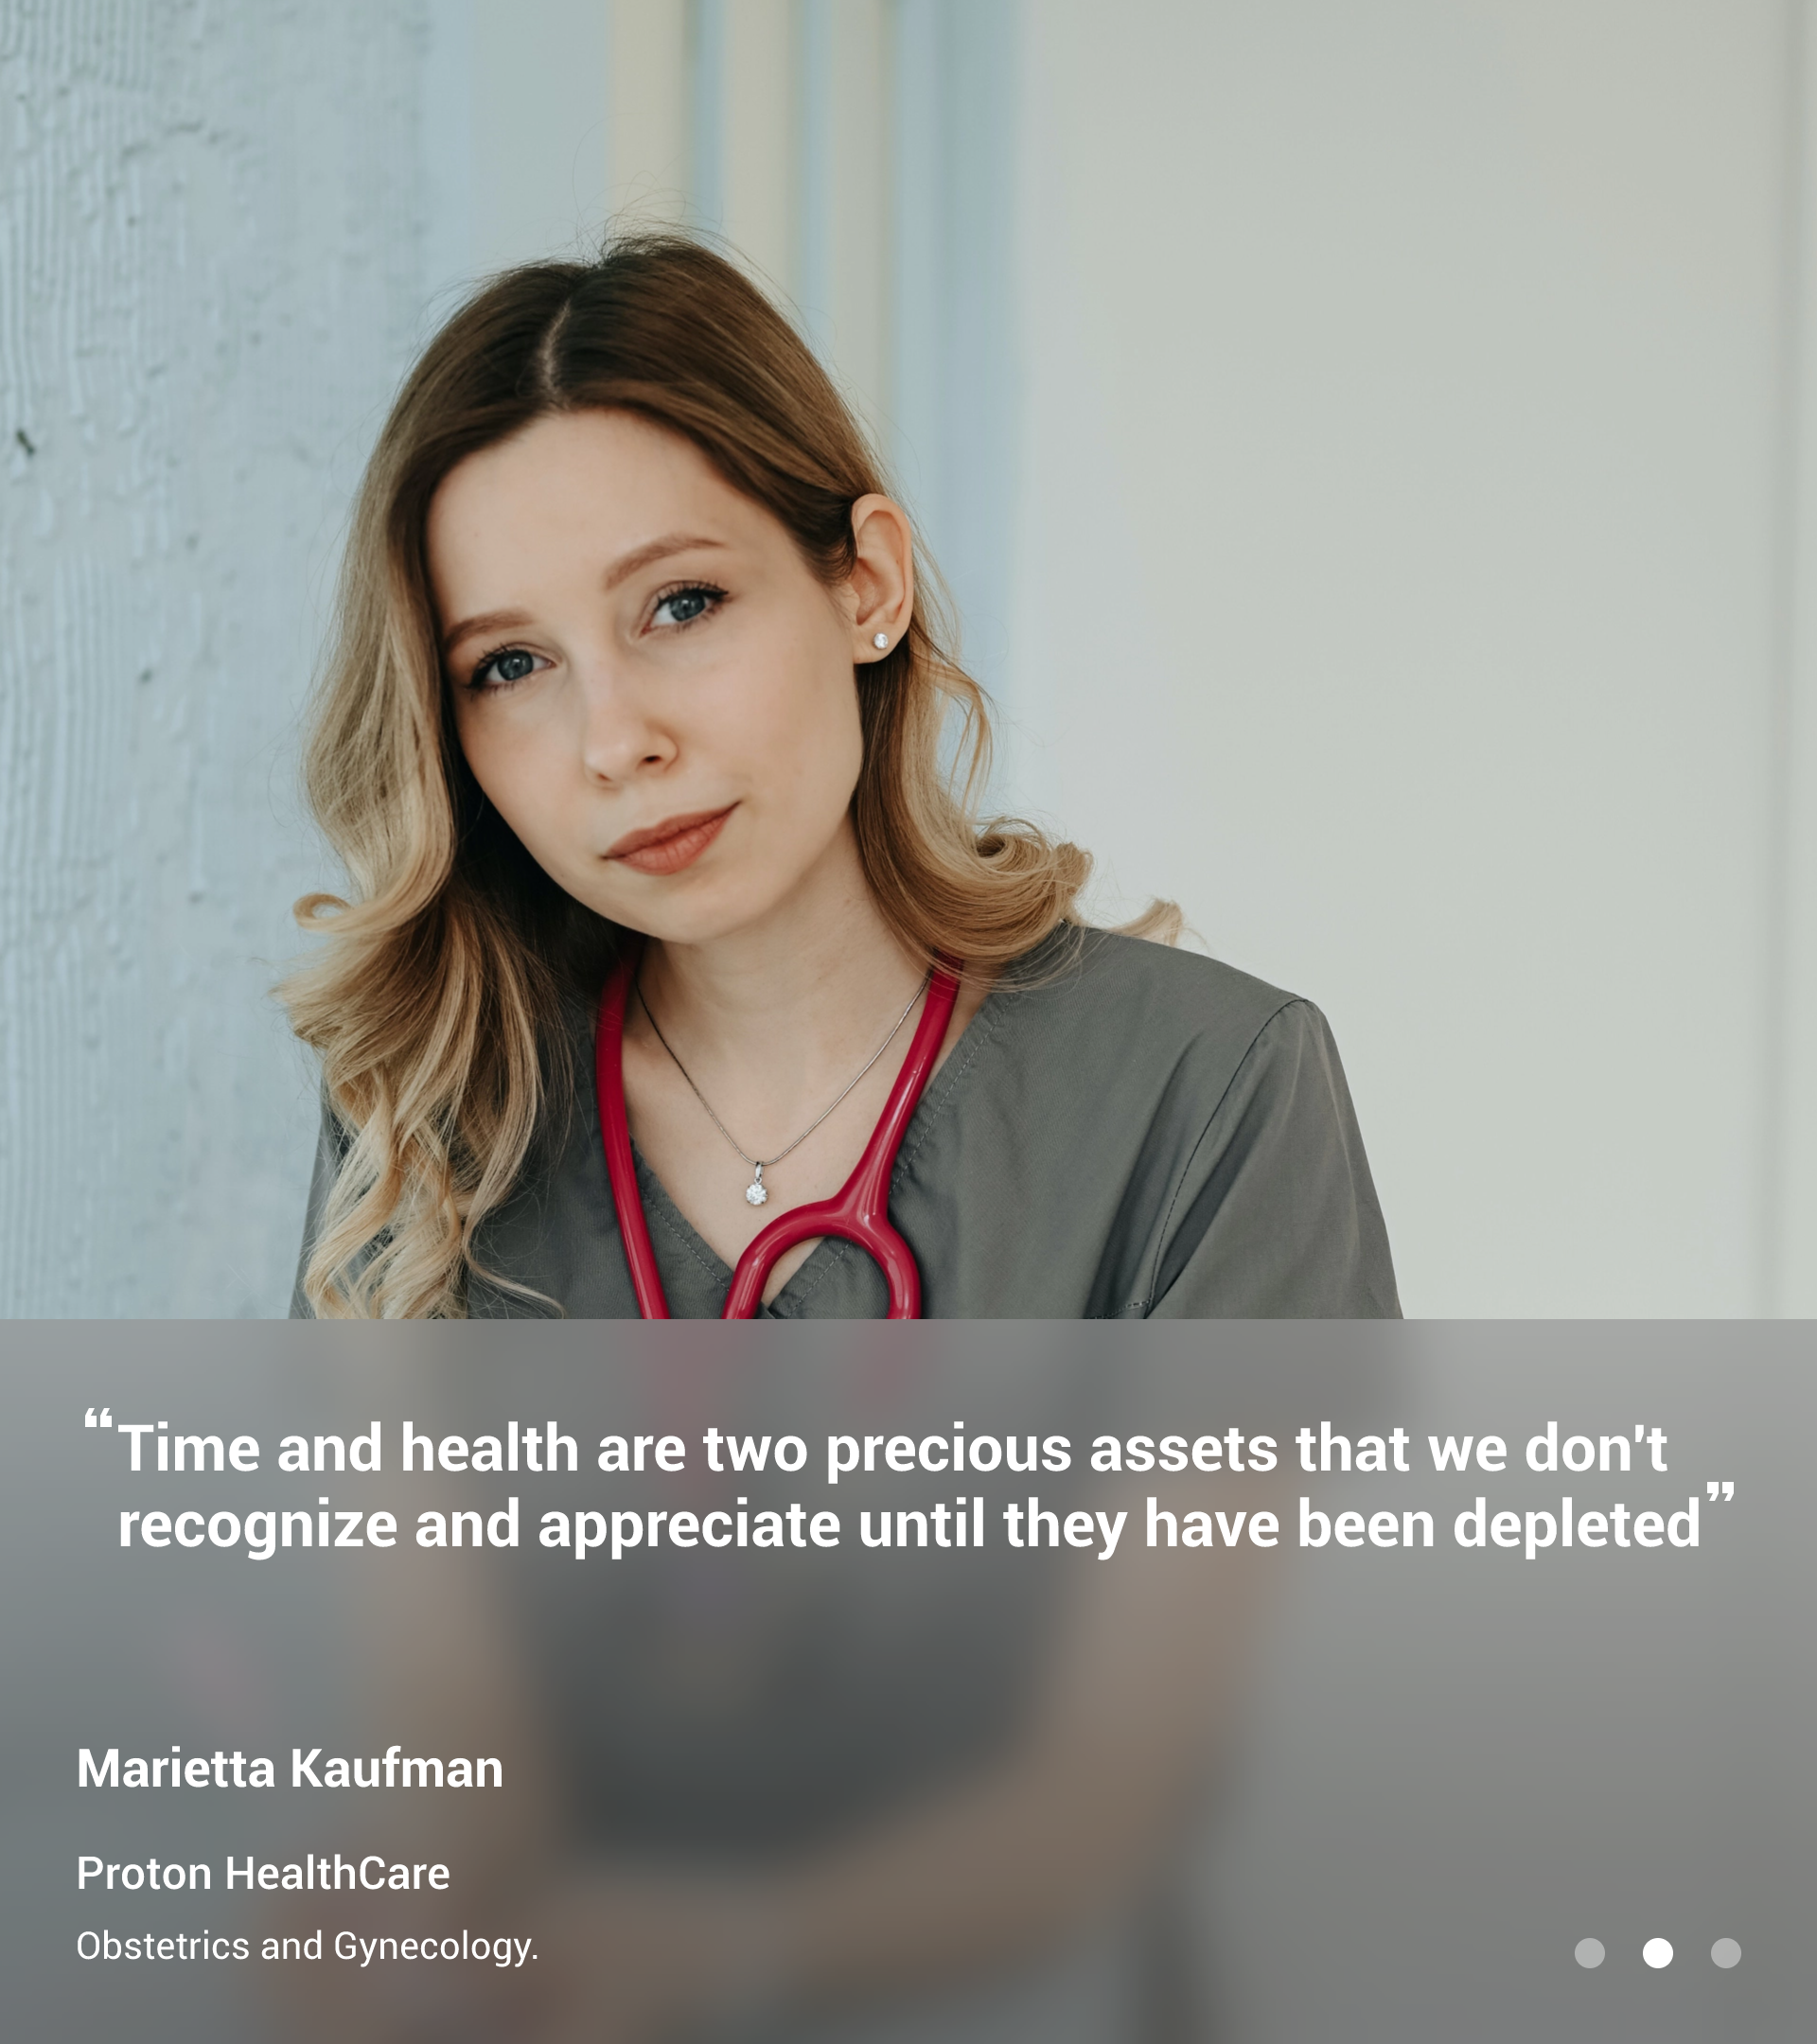 “Time and health are two precious assets that we don't
recognize and appreciate until they have been depleted”
Marietta Kaufman
Proton HealthCare
Obstetrics and Gynecology.